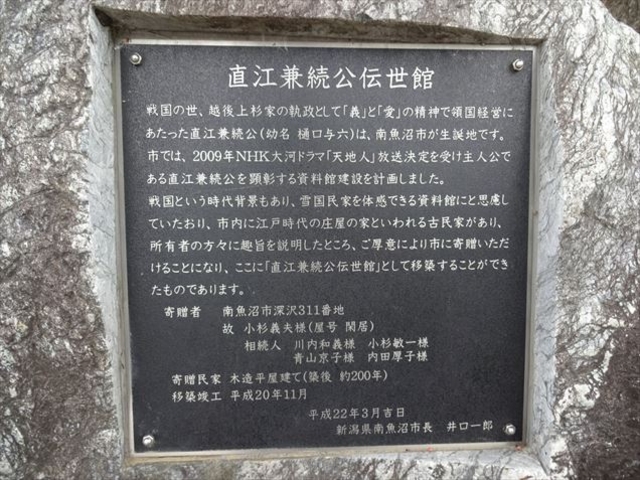 直江兼続公伝世館
戦国の世、越後上杉家の執政として「義」と「愛」の精神で領国経営に
あたった直江兼続公(幼名 樋口与六)は、南魚沼市が生誕地です。
市では、2009年NHK大河ドラマ「天地人」放送決定を受け主人公で
ある直江兼続公を顕彰する資料館建設を計画しました。
戦国という時代背景もあり、雪国民家を体感できる資料館にと思慮し
ていたおり、市内に江戸時代の庄屋の家といわれる古民家があり、
所有者の方々に趣旨を説明したところ、ご厚意により市に寄贈いただ
けることになり、ここに「直江兼続公伝世館」として移築することができ
たものであります。
寄贈者 南魚沼市深沢311番地
故 小杉義夫様(屋号 閑居)
相続人 川内和義様 小杉敏一様
青山京子様 内田厚子様
寄贈民家 木造平屋建て(築後 約200年)
移築竣工 平成20年11月
平成22年3月吉日
新潟県南魚沼市長 井口一郎